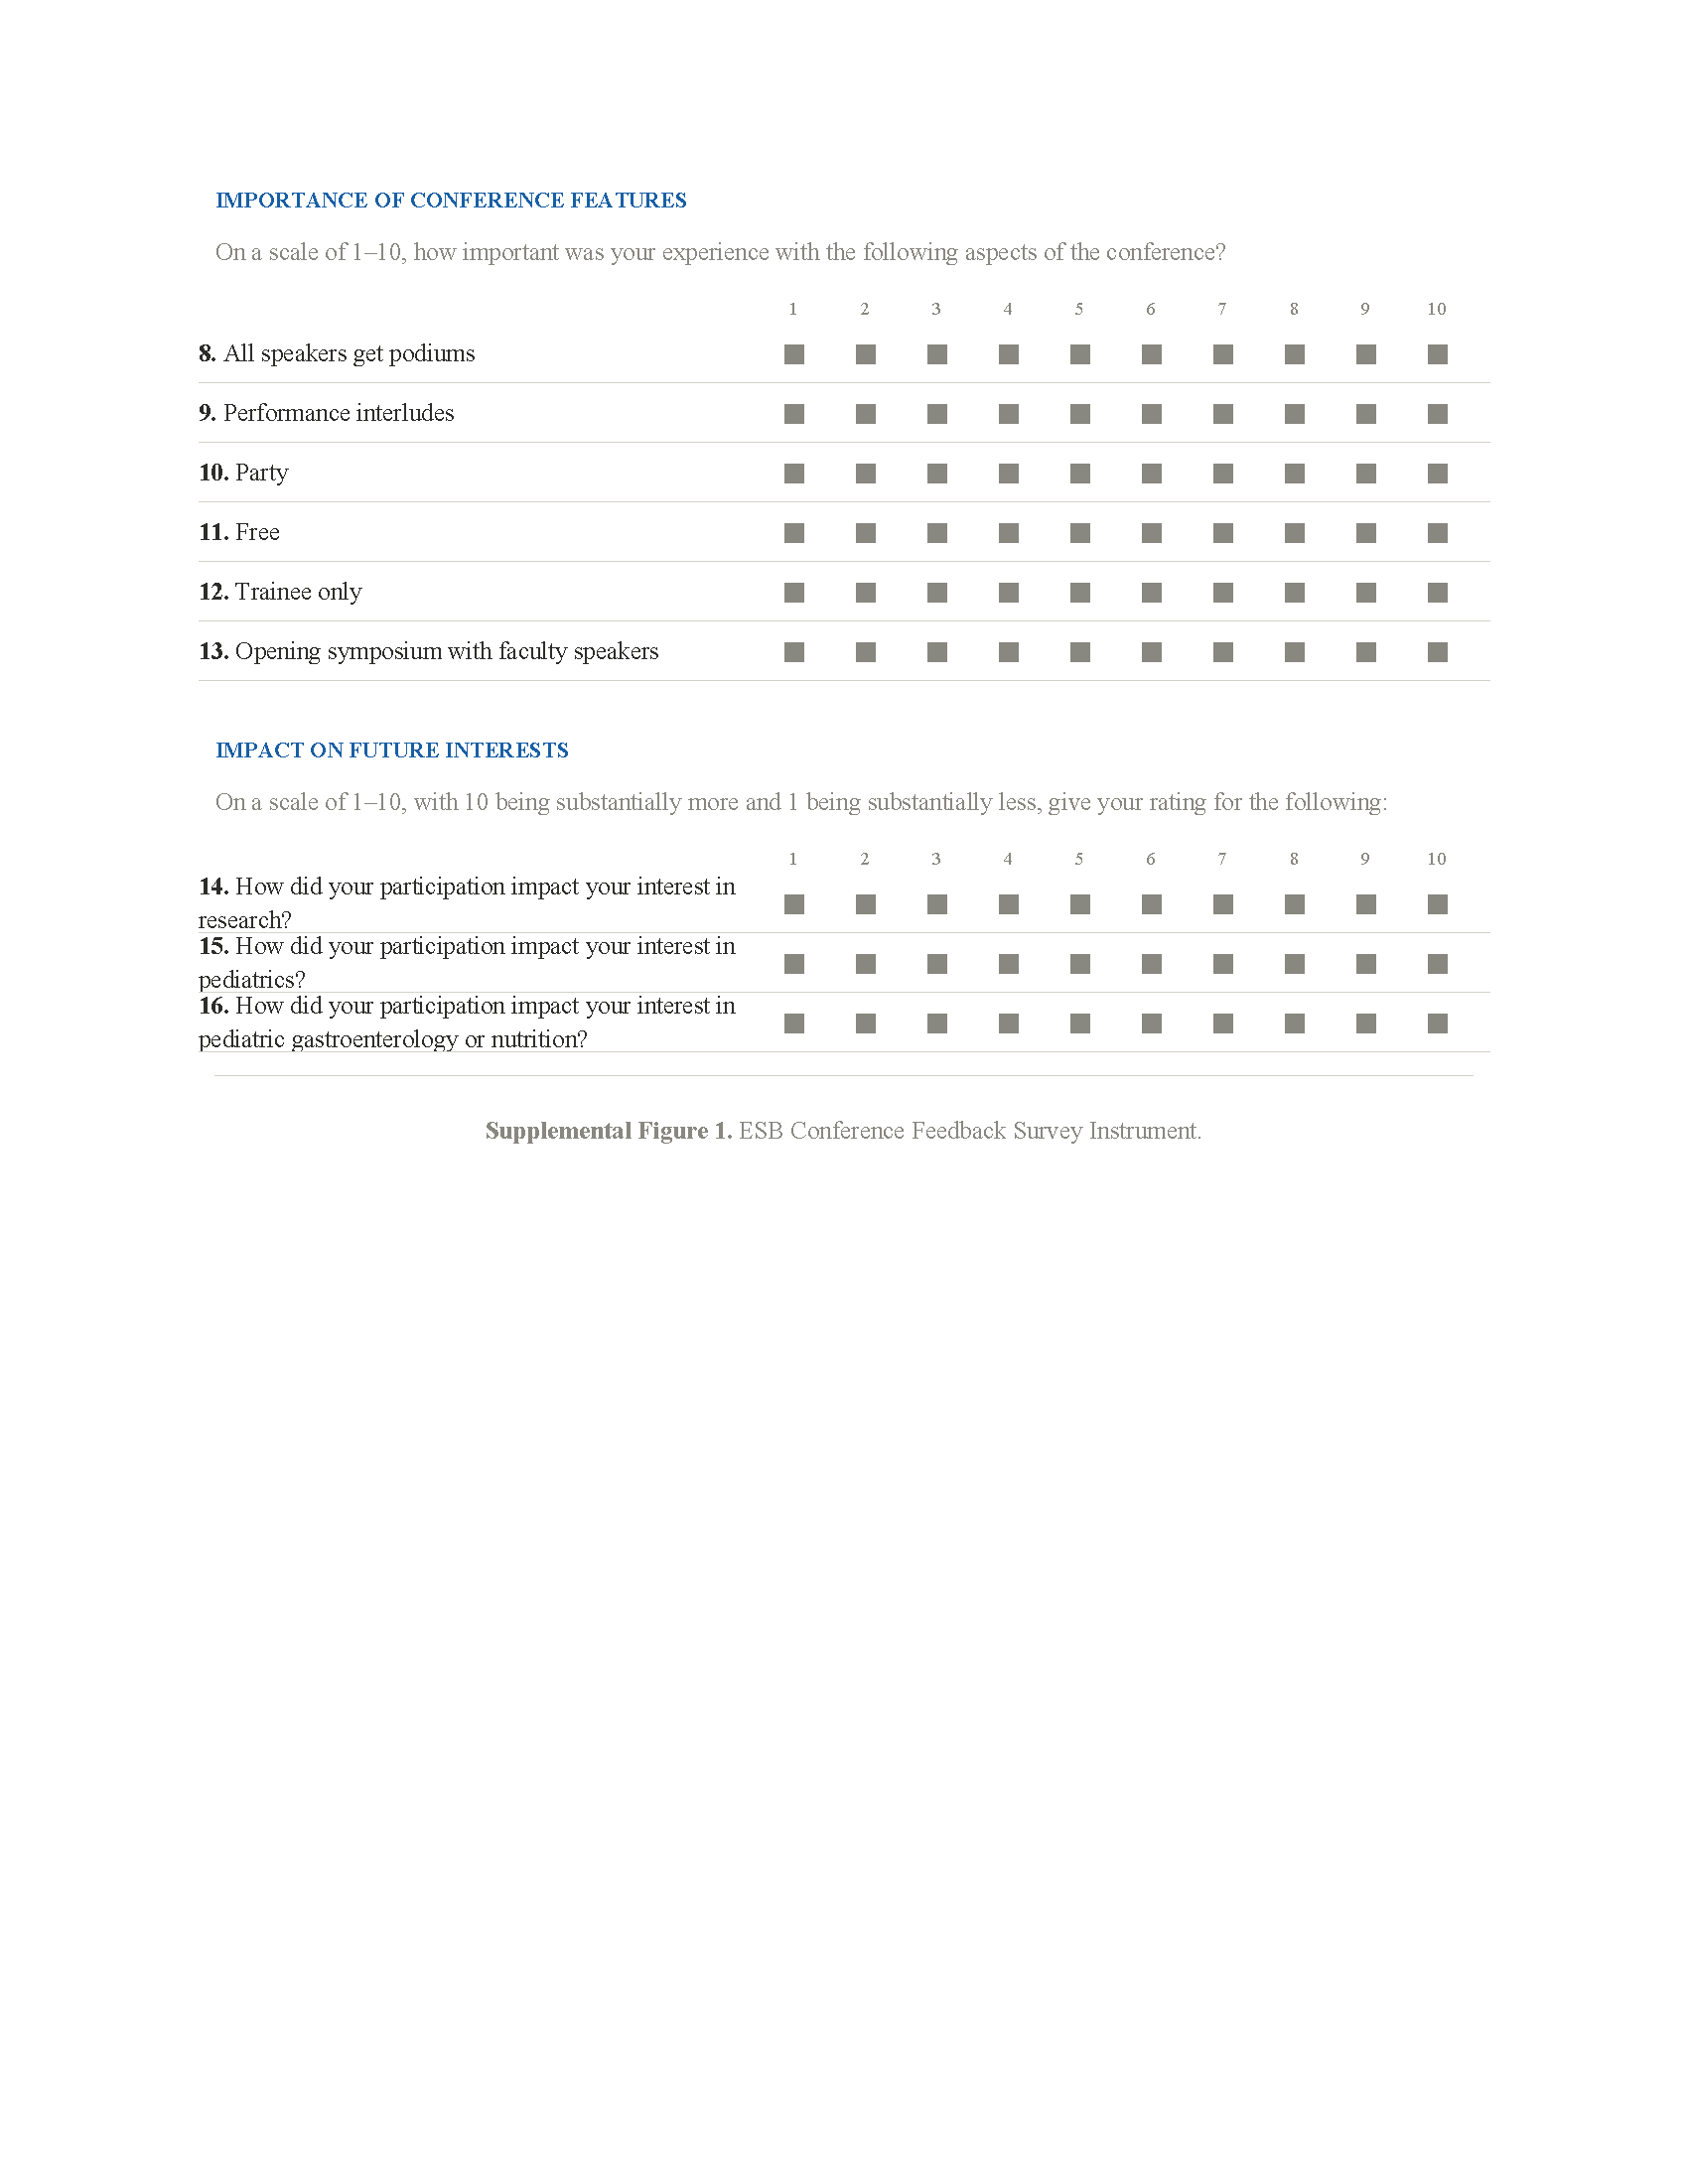 IMPORTANCE OF CONFERENCE FEATURES
On a scale of 1–10, how important was your experience with the following aspects of the conference?
1 2 3 4 5 6 7 8 9 10
8. All speakers get podiums
9. Performance interludes
10. Party
11. Free
12. Trainee only
13. Opening symposium with faculty speakers
IMPACT ON FUTURE INTERESTS
On a scale of 1–10, with 10 being substantially more and 1 being substantially less, give your rating for the following:
1 2 3 4 5 6 7 8 9 10
14. How did your participation impact your interest in
research?
15. How did your participation impact your interest in
pediatrics?
16. How did your participation impact your interest in
pediatric gastroenterology or nutrition?
Supplemental Figure 1. ESB Conference Feedback Survey Instrument.